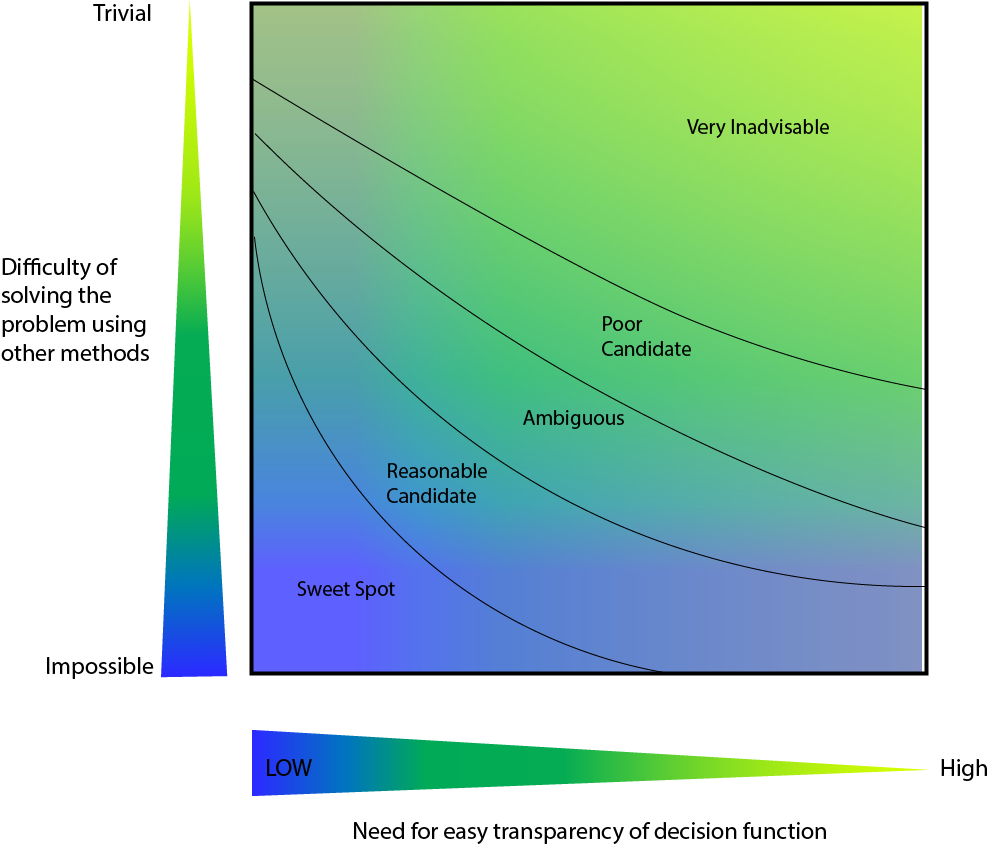 Trivial
Very Inadvisable
Difficulty of
solving the
problem using
other methods
Poor
Candidate
Ambiguous
Reasonable
Candidate
Sweet Spot
Impossible
LOW
High
Need for easy transparency of decision function